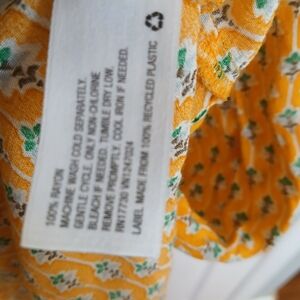 100% RAYON
MACHINE WASH COLD SEPARATELY.
GENTLE CYCLE. ONLY NON-CHLORINE
BLEACH IF NEEDED. TUMBLE DRY LOW.
REMOVE PROMPTLY. COOL IRON IF NEEDED.
RN17730 VN1247024
LABEL MADE FROM 100% RECYCLED PLASTIC